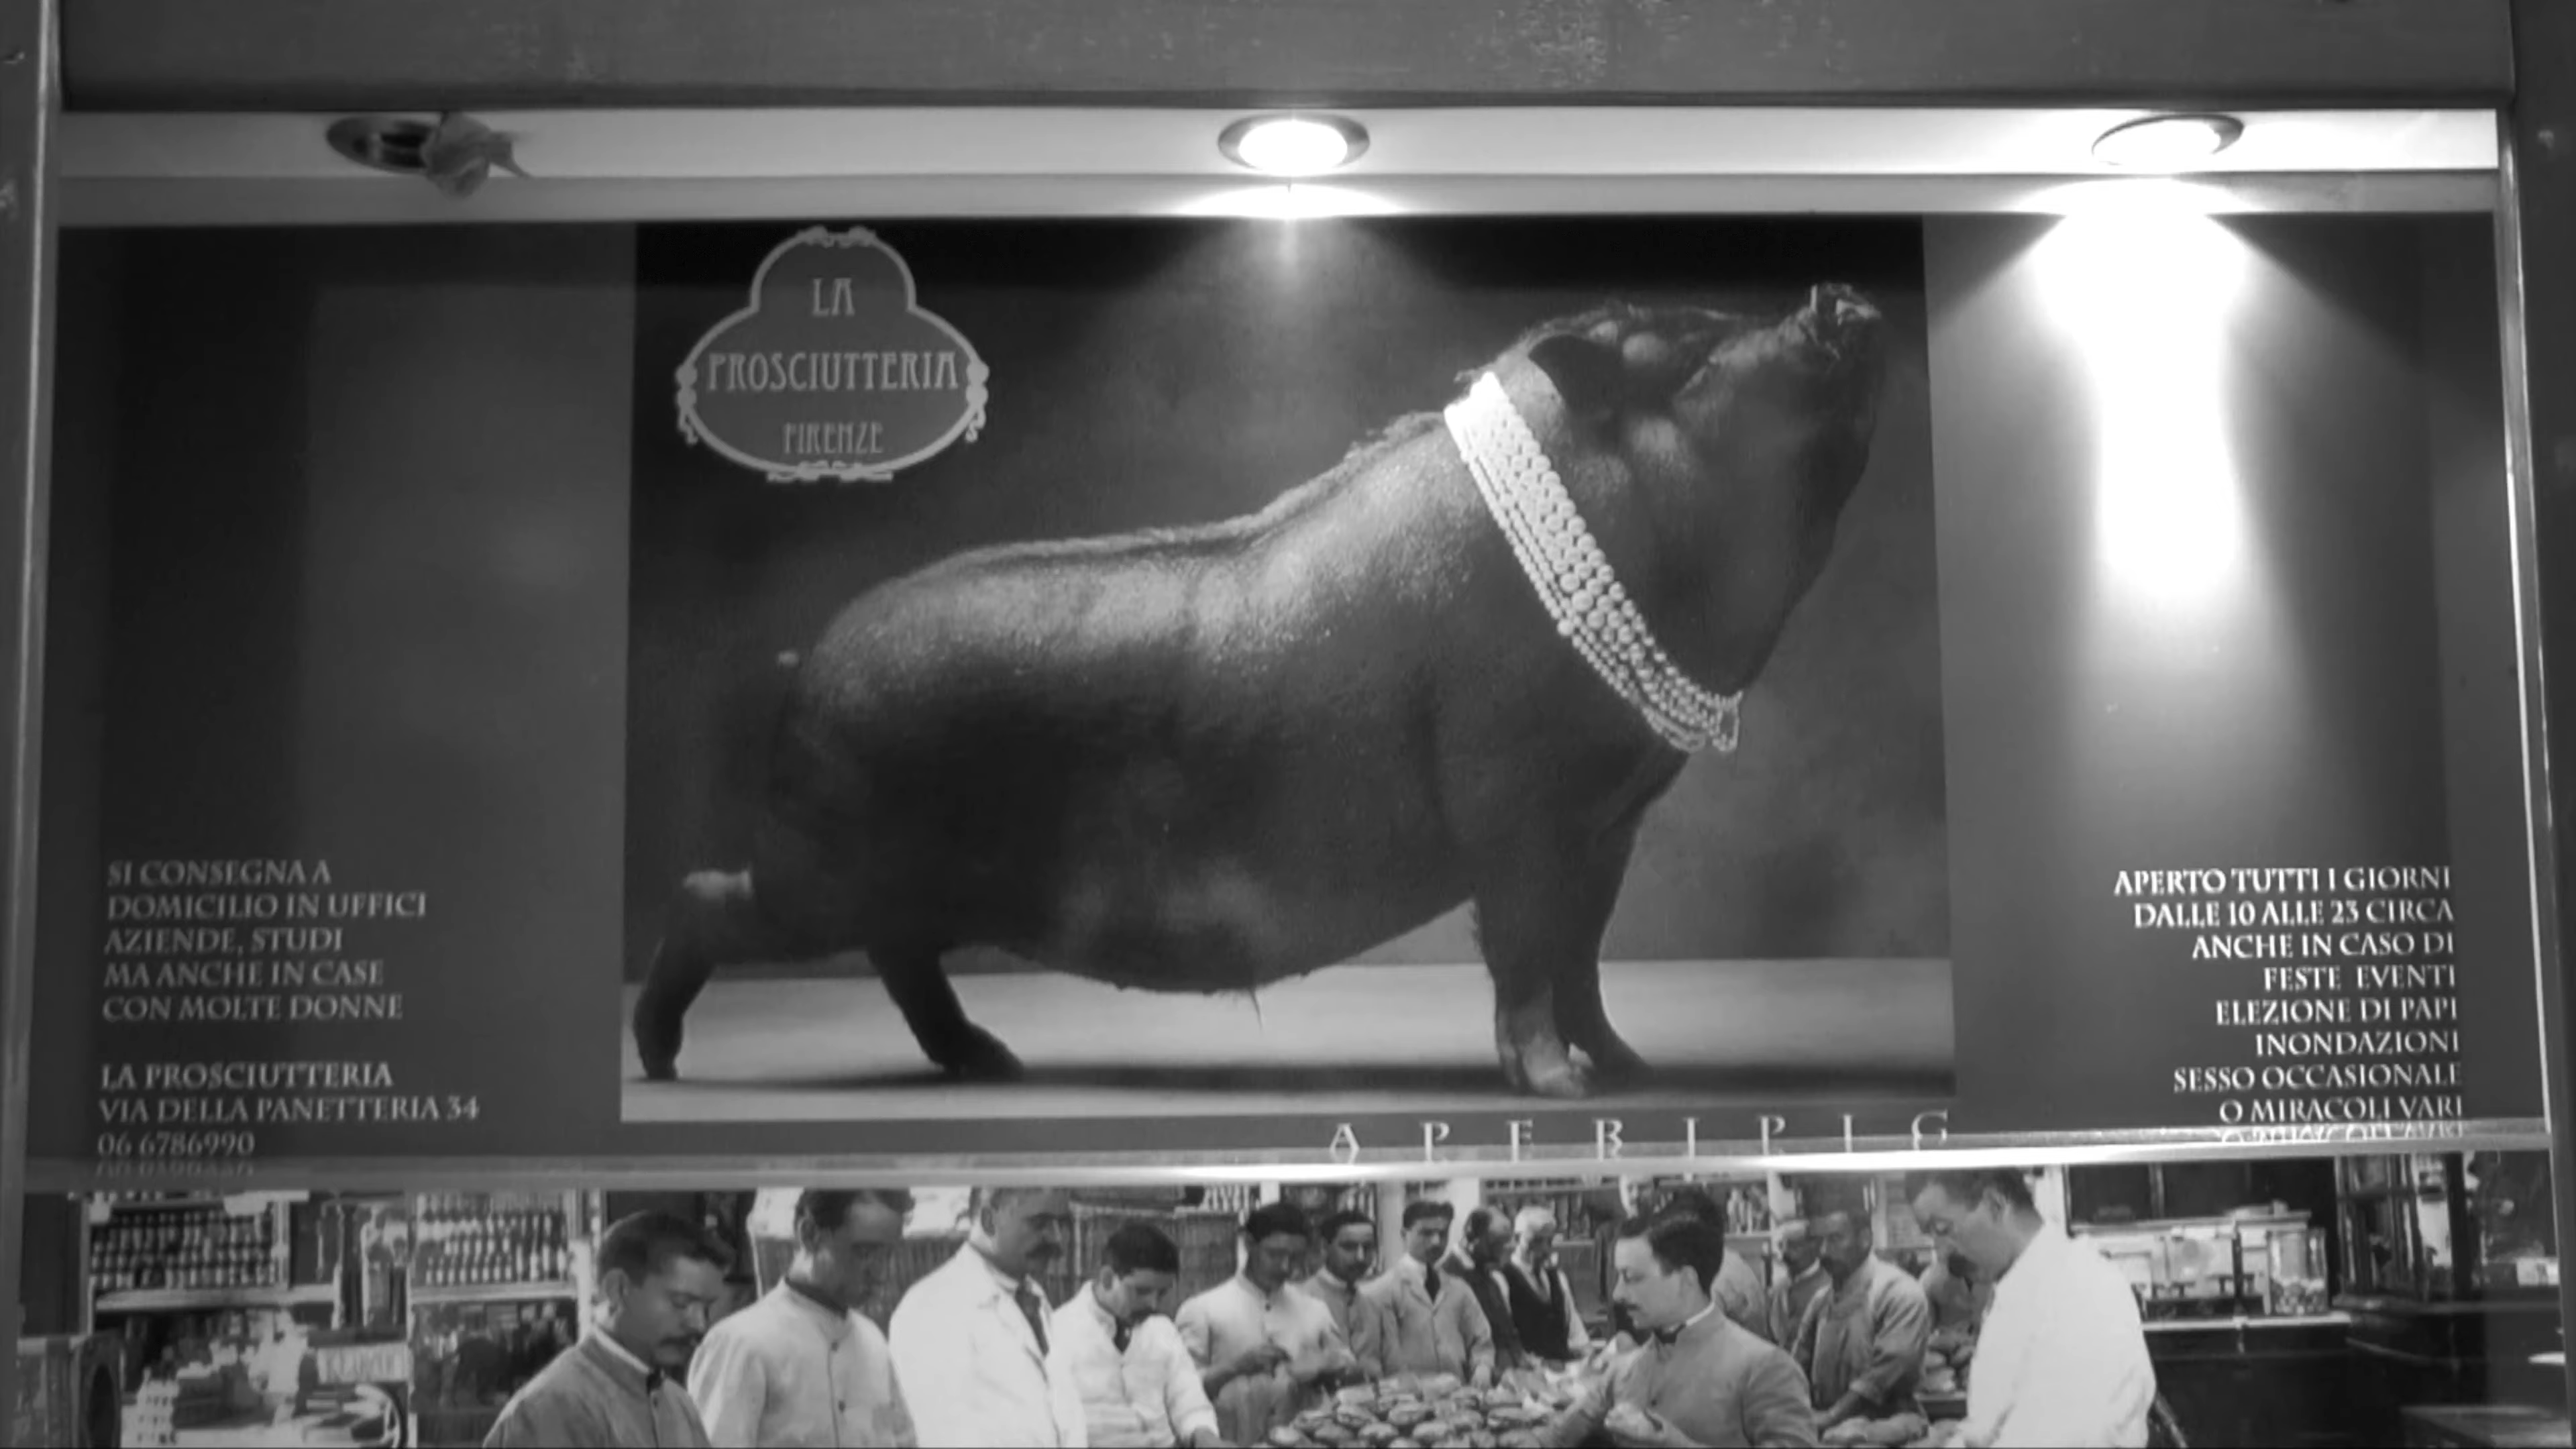 LA
PROSCIUTTERIA
FIRENZE
SI CONSEGNA A
DOMICILIO IN UFFICI
AZIENDE, STUDI
MA ANCHE IN CASE
CON MOLTE DONNE
LA PROSCIUTTERIA
VIA DELLA PANETTERIA 34
06 6786990
APERTO TUTTI I GIORNI
DALLE 10 ALLE 23 CIRCA
ANCHE IN CASO DI
FESTE EVENTI
ELEZIONE DI PAPI
INONDAZIONI
SESSO OCCASIONALE
O MIRACOLI VARI
APERIPIG